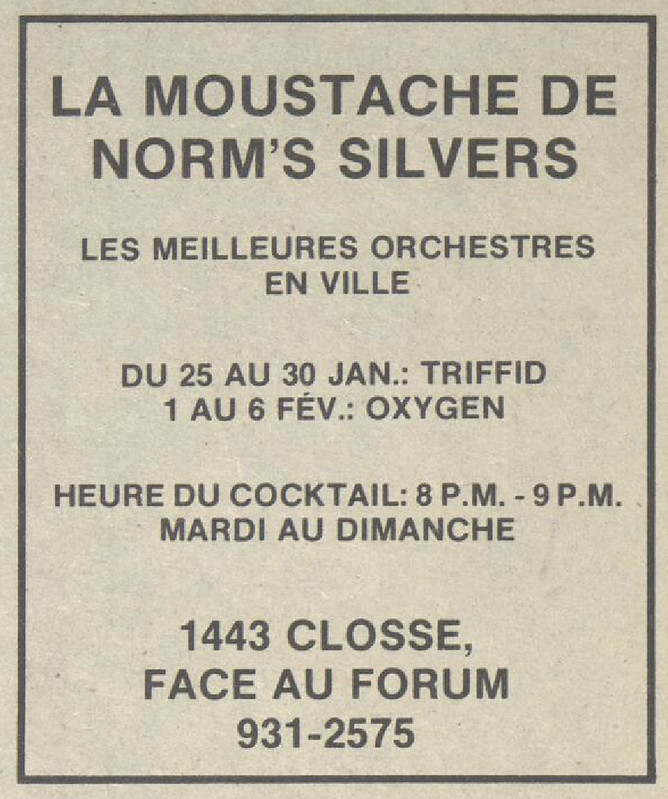 LA MOUSTACHE DE
NORM'S SILVERS
LES MEILLEURES ORCHESTRES
EN VILLE
DU 25 AU 30 JAN.: TRIFFID
1 AU 6 FÉV.: OXYGEN
HEURE DU COCKTAIL: 8 P.M. - 9 P.M.
MARDI AU DIMANCHE
1443 CLOSSE,
FACE AU FORUM
931-2575